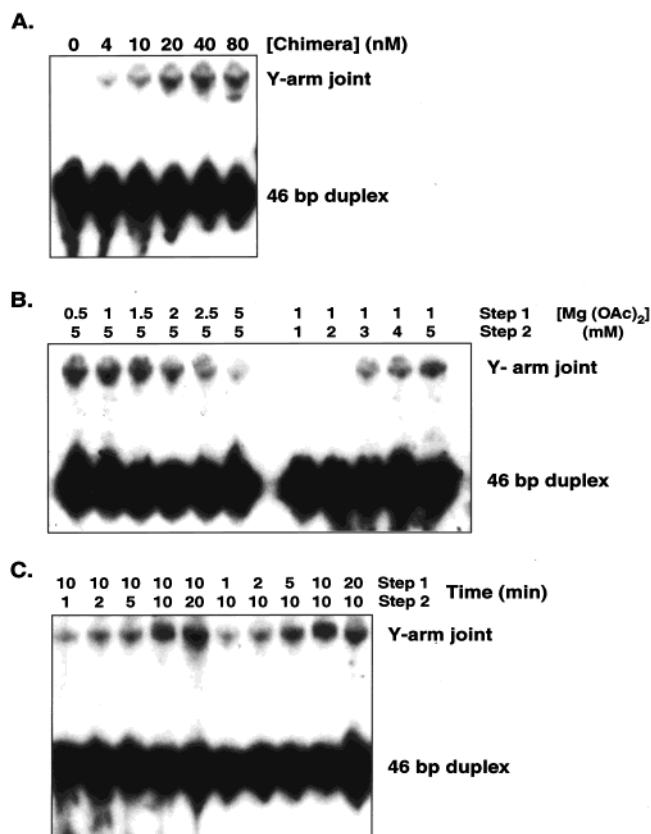 A.
0 4 10 20 40 80 [Chimera] (nM)
Y-arm joint
46 bp duplex
B.
0.5 1 1.5 2 2.5 5 1 1 1 1 1 Step 1 [Mg (OAc)2]
5 5 5 5 5 5 1 2 3 4 5 Step 2 (mM)
Y- arm joint
46 bp duplex
C.
10 10 10 10 10 1 2 5 10 20 Step 1 Time (min)
1 2 5 10 20 10 10 10 10 10 Step 2
Y-arm joint
46 bp duplex